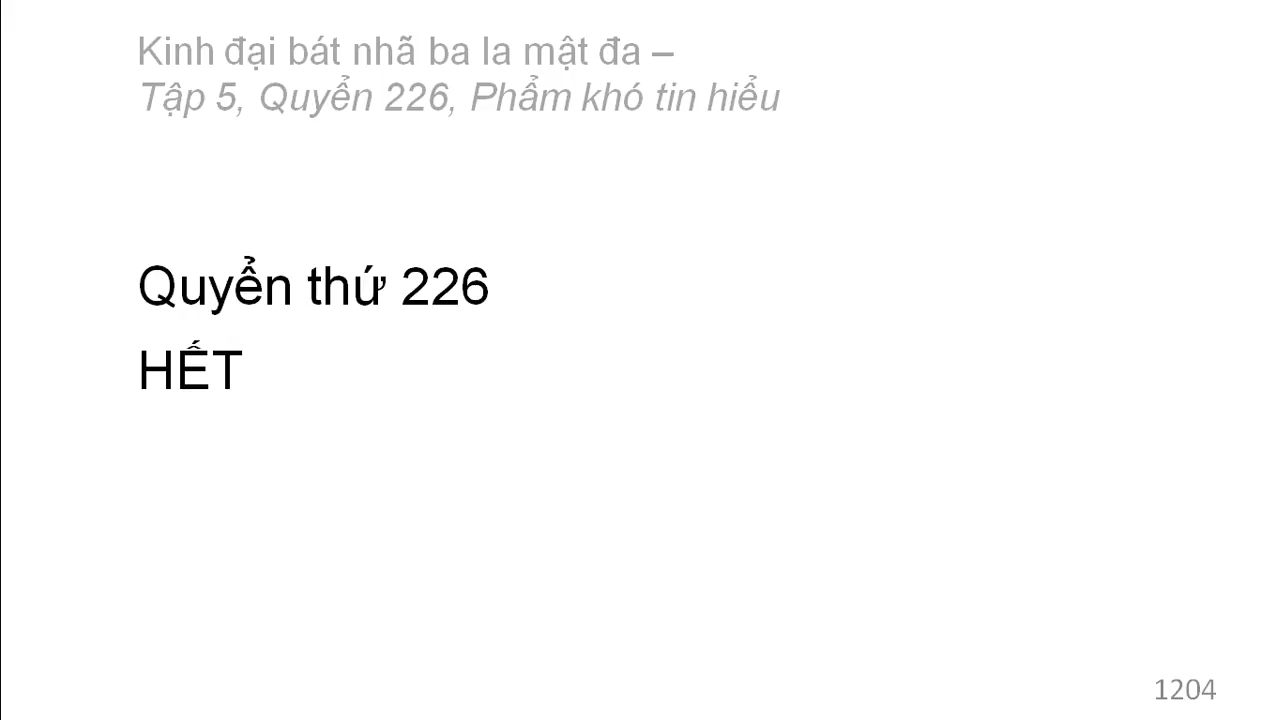 Kinh đại bát nhã ba la mật đa –
Tập 5, Quyển 226, Phẩm khó tin hiểu
Quyển thứ 226
HẾT
1204